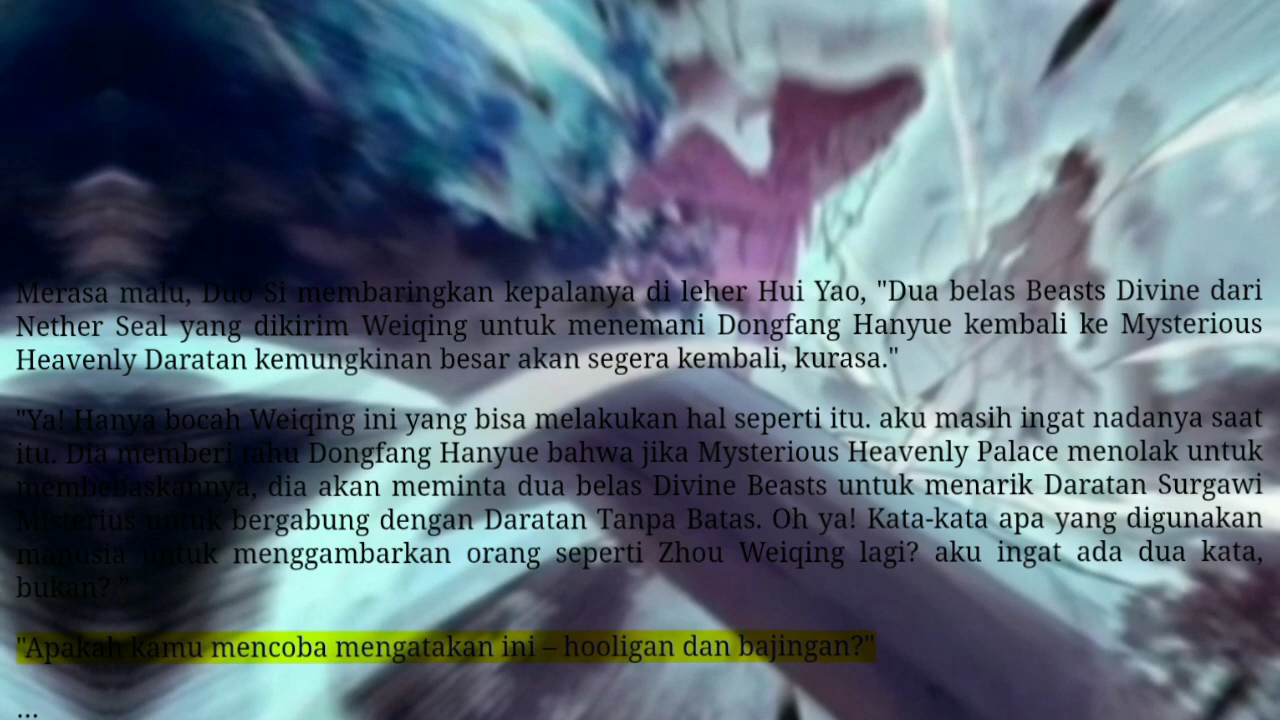 Merasa malu, Duo Si membaringkan kepalanya di leher Hui Yao, "Dua belas Beasts Divine dari
Nether Seal yang dikirim Weiqing untuk menemani Dongfang Hanyue kembali ke Mysterious
Heavenly Daratan kemungkinan besar akan segera kembali, kurasa."
"Ya! Hanya bocah Weiqing ini yang bisa melakukan hal seperti itu. aku masih ingat nadanya saat
itu. Dia memberi tahu Dongfang Hanyue bahwa jika Mysterious Heavenly Palace menolak untuk
membebaskannya, dia akan meminta dua belas Divine Beasts untuk menarik Daratan Surgawi
Misterius untuk bergabung dengan Daratan Tanpa Batas. Oh ya! Kata-kata apa yang digunakan
manusia untuk menggambarkan orang seperti Zhou Weiqing lagi? aku ingat ada dua kata,
bukan?"
"Apakah kamu mencoba mengatakan ini – hooligan dan bajingan?"
...